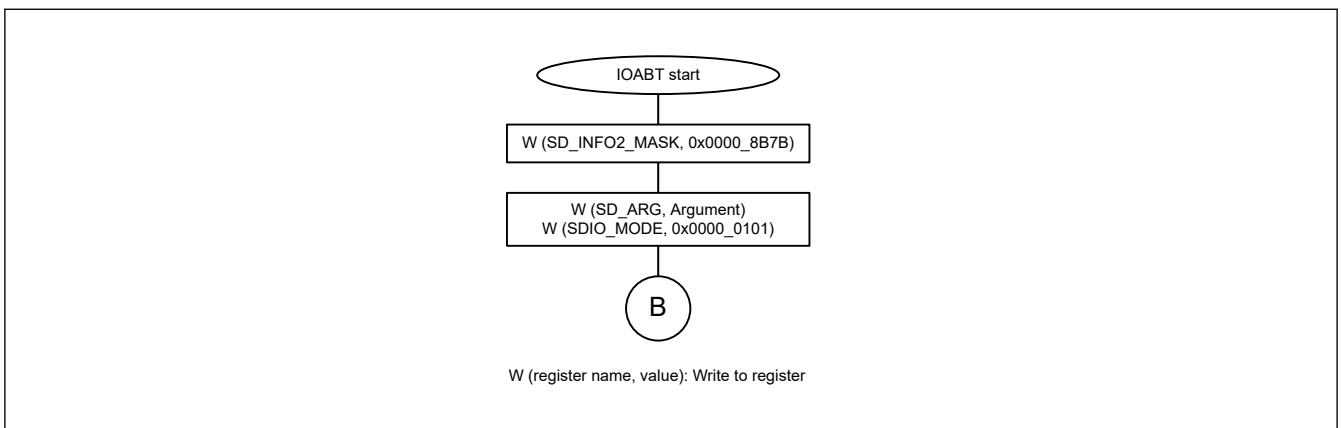 IOABT start
W (SD_INFO2_MASK, 0x0000_8B7B)
W (SD_ARG, Argument)
W (SDIO_MODE, 0x0000_0101)
B
W (register name, value): Write to register